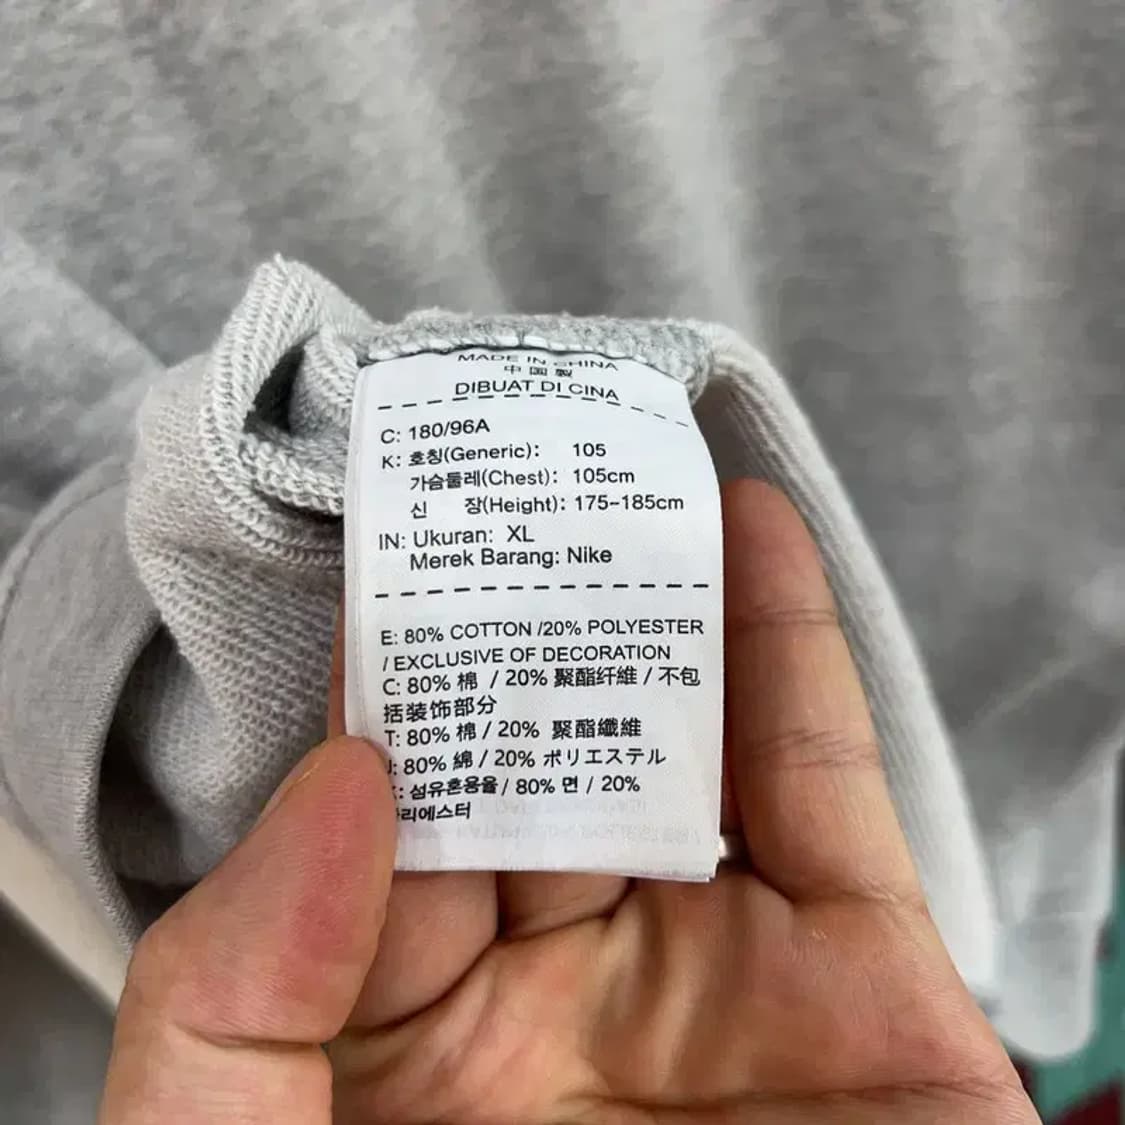 MADE IN CHINA
中 国 製
DIBUAT DI CINA
C: 180/96A
K: 호칭(Generic): 105
가슴둘레(Chest): 105cm
신 장(Height): 175-185cm
IN: Ukuran: XL
Merek Barang: Nike
E: 80% COTTON /20% POLYESTER
/ EXCLUSIVE OF DECORATION
C: 80% 棉 / 20% 聚酯纤维 / 不包
括装饰部分
T: 80% 棉 / 20% 聚酯纖維
J: 80% 綿 / 20% ポリエステル
K: 섬유혼용율 / 80% 면 / 20%
리에스터